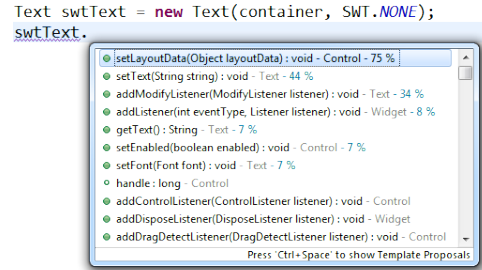 Text swtText = new Text(container, SWT.NONE);
swtText.
setLayoutData(Object layoutData) : void - Control - 75 %
setText(String string) : void - Text - 44 %
addModifyListener(ModifyListener listener) : void - Text - 34 %
addListener(int eventType, Listener listener) : void - Widget - 8 %
getText() : String - Text - 7 %
setEnabled(boolean enabled) : void - Control - 7 %
setFont(Font font) : void - Text - 7 %
handle : long - Control
addControlListener(ControlListener listener) : void - Control
addDisposeListener(DisposeListener listener) : void - Widget
addDragDetectListener(DragDetectListener listener) : void - Control
Press 'Ctrl+Space' to show Template Proposals